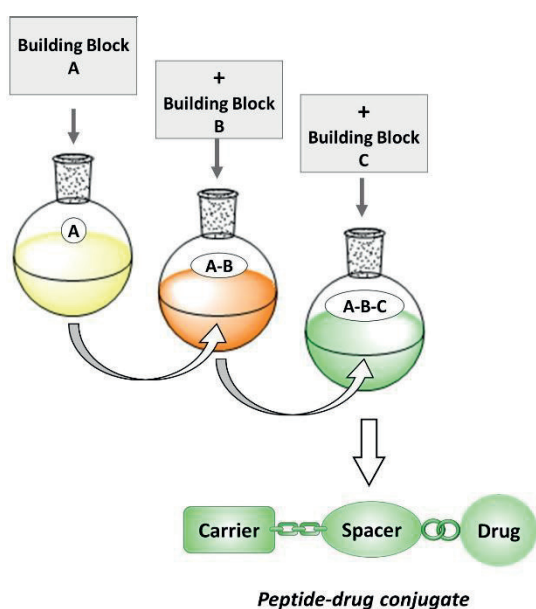 Building Block
A
+
Building Block
B
+
Building Block
C
A
A-B
A-B-C
Carrier
Spacer
Drug
Peptide-drug conjugate